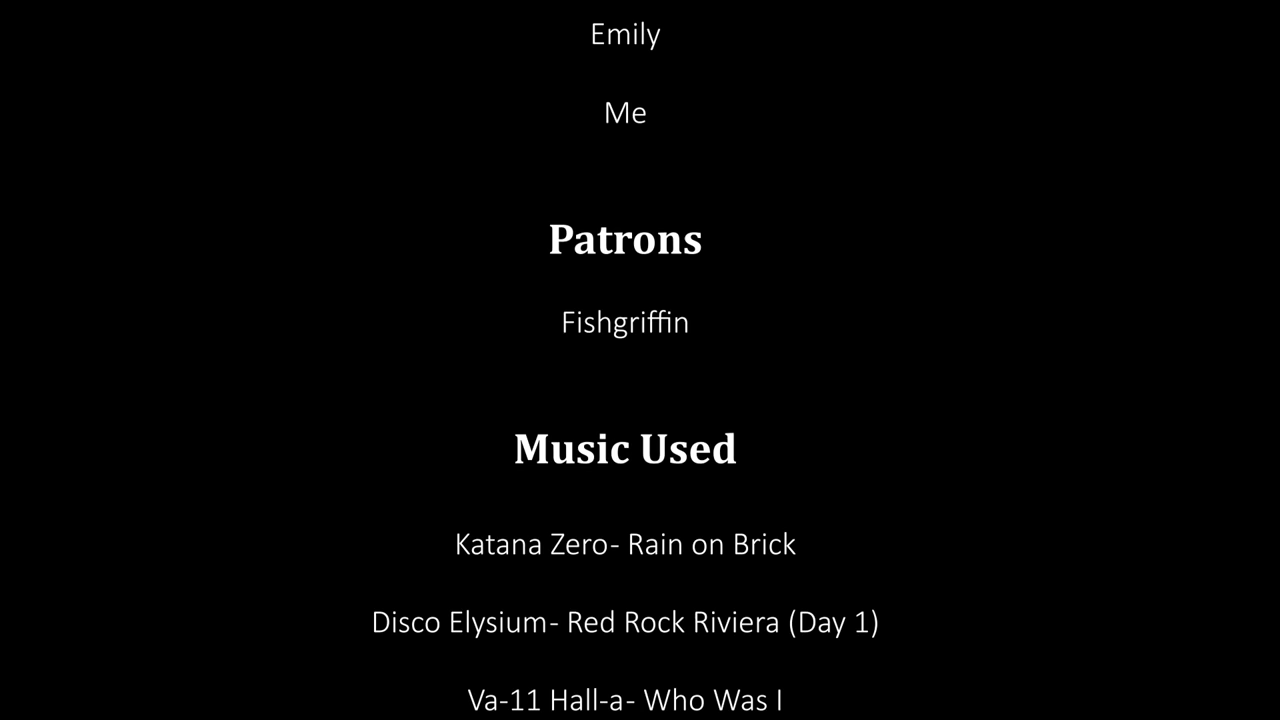 Emily
Me
Patrons
Fishgriffin
Music Used
Katana Zero- Rain on Brick
Disco Elysium- Red Rock Riviera (Day 1)
Va-11 Hall-a- Who Was I